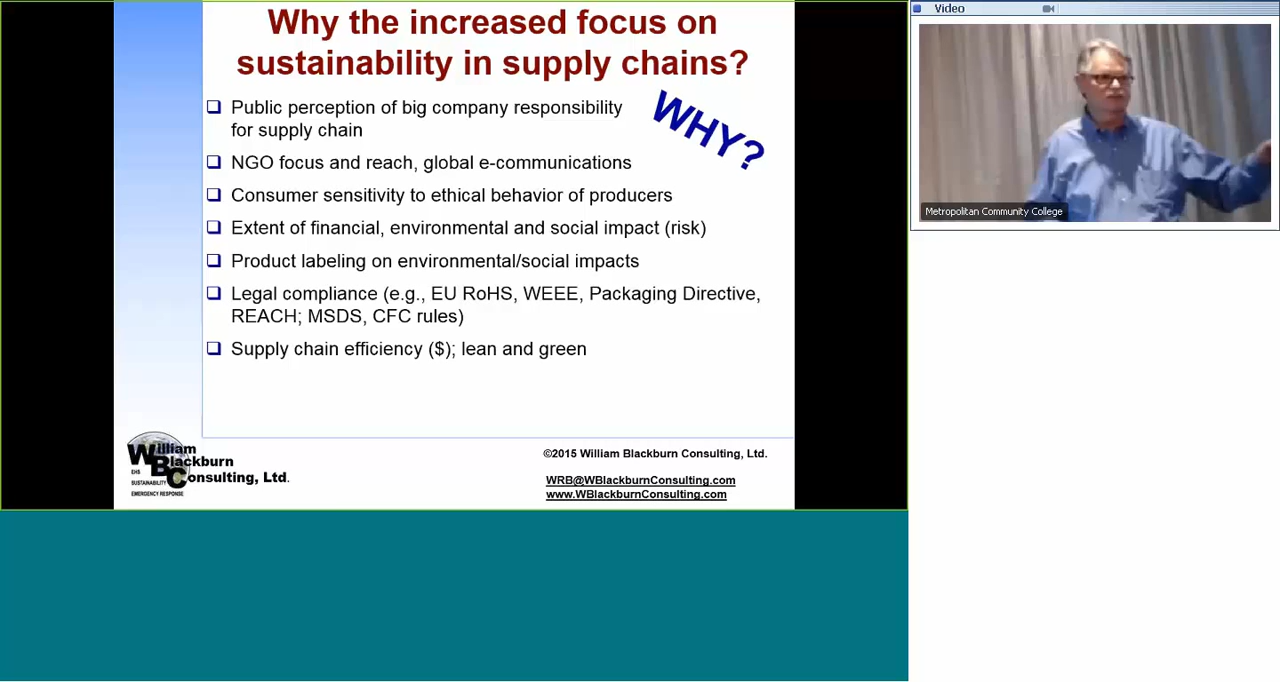 Why the increased focus on
sustainability in supply chains?
WHY?
Public perception of big company responsibility
for supply chain
NGO focus and reach, global e-communications
Consumer sensitivity to ethical behavior of producers
Extent of financial, environmental and social impact (risk)
Product labeling on environmental/social impacts
Legal compliance (e.g., EU RoHS, WEEE, Packaging Directive,
REACH; MSDS, CFC rules)
Supply chain efficiency ($); lean and green
William
Blackburn
Consulting, Ltd.
EHS
SUSTAINABILITY
EMERGENCY RESPONSE
©2015 William Blackburn Consulting, Ltd.
WRB@WBlackburnConsulting.com
www.WBlackburnConsulting.com
Video
Metropolitan Community College